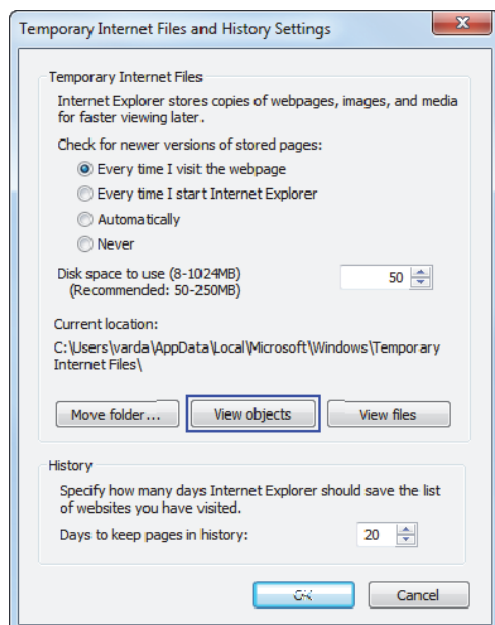 Temporary Internet Files and History Settings
Temporary Internet Files
Internet Explorer stores copies of webpages, images, and media
for faster viewing later.
Check for newer versions of stored pages:
Every time I visit the webpage
Every time I start Internet Explorer
Automatically
Never
Disk space to use (8-1024MB)
50
(Recommended: 50-250MB)
Current location:
C:\Users\varda\AppData\Local\Microsoft\Windows\Temporary
Internet Files\
Move folder... View objects View files
History
Specify how many days Internet Explorer should save the list
of websites you have visited.
Days to keep pages in history: 20
OK Cancel